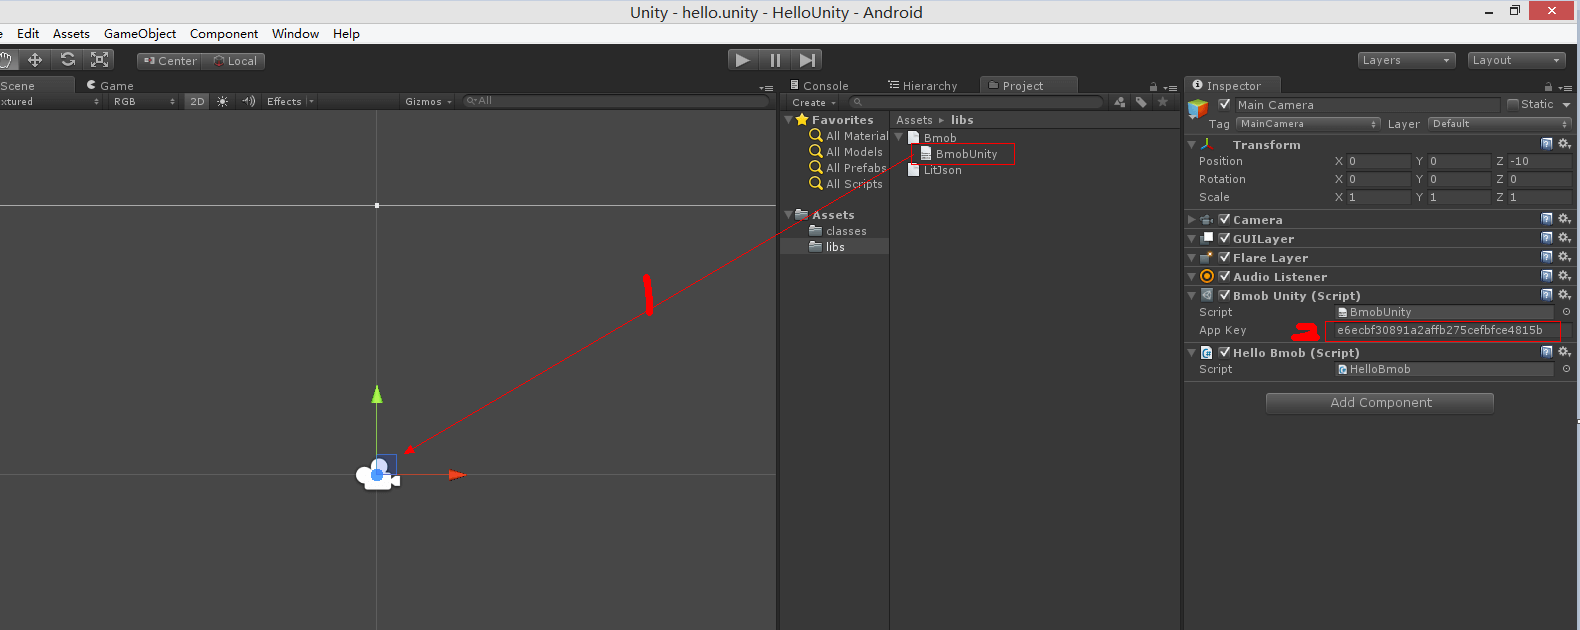 Unity - hello.unity - HelloUnity - Android
Edit Assets GameObject Component Window Help
Center Local Layers Layout
Scene Game Console Hierarchy Project Inspector
xtured RGB 2D Effects Gizmos All
Create
Favorites
All Material
All Models
All Prefabs
All Scripts
Assets
classes
libs
Assets ▸ libs
Bmob
BmobUnity
LitJson
1
Main Camera Static
Tag MainCamera Layer Default
Transform
Position X 0 Y 0 Z -10
Rotation X 0 Y 0 Z 0
Scale X 1 Y 1 Z 1
Camera
GUILayer
Flare Layer
Audio Listener
Bmob Unity (Script)
Script BmobUnity
App Key 2 e6ecbf30891a2affb275cefbfce4815b
Hello Bmob (Script)
Script HelloBmob
Add Component